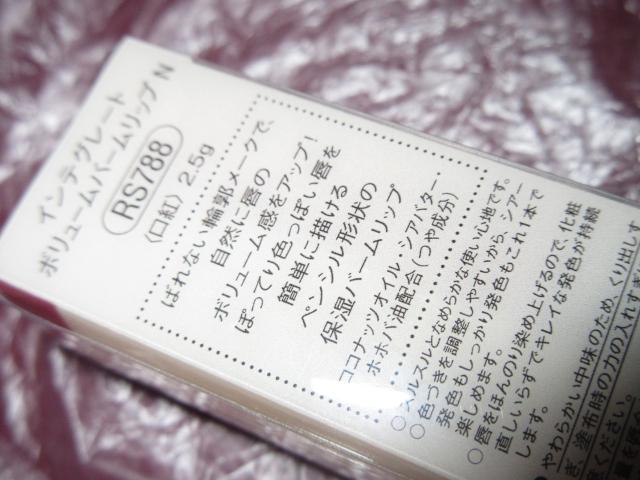 インテグレート
ボリュームバームリップ N
RS788
〈口紅〉 2.5g
ばれない輪郭メークで、
自然に唇の
ボリューム感をアップ!
ぽってり色っぽい唇を
簡単に描ける
ペンシル形状の
保湿バームリップ
ココナッツオイル・シアバター・
ホホバ油配合(つや成分)
○スルスルとなめらかな使い心地です。
○色づきを調整しやすいから、シアー
発色もしっかり発色もこれ1本で
楽しめます。
○唇をほんのり染め上げるので、化粧
直しいらずでキレイな発色が持続
します。
やわらかい中味のため、くり出しす
ぎ、塗布時の力の入れすぎ
ください。